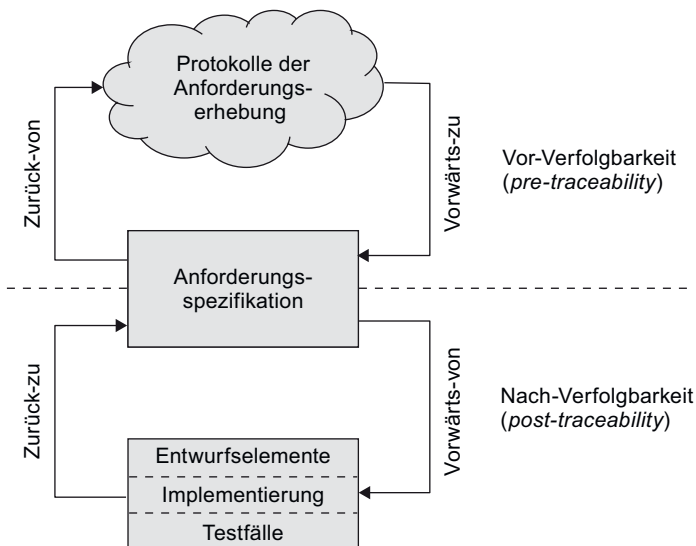 Protokolle der
Anforderungs-
erhebung
Zurück-von
Vorwärts-zu
Vor-Verfolgbarkeit
(pre-traceability)
Anforderungs-
spezifikation
Zurück-zu
Vorwärts-von
Nach-Verfolgbarkeit
(post-traceability)
Entwurfselemente
Implementierung
Testfälle